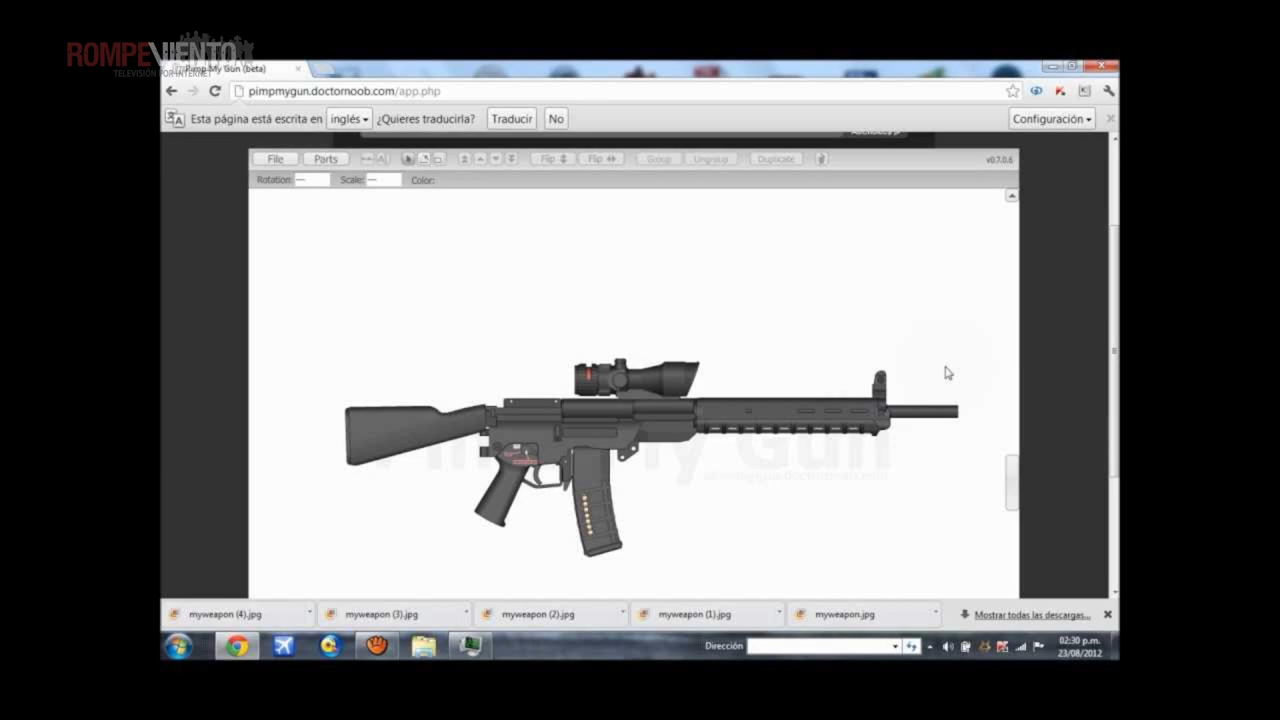 ROMPEVIENTO
TELEVISIÓN POR INTERNET
Pimp My Gun (beta)
pimpmygun.doctornoob.com/app.php
Esta página está escrita en inglés ¿Quieres traducirla? Traducir No Configuración
File Parts Flip Flip Group Ungroup Duplicate v0.7.0.6
Rotation: --- Scale: --- Color:
My Gun
myweapon (4).jpg myweapon (3).jpg myweapon (2).jpg myweapon (1).jpg myweapon.jpg Mostrar todas las descargas...
Dirección 02:30 p.m.
23/08/2012